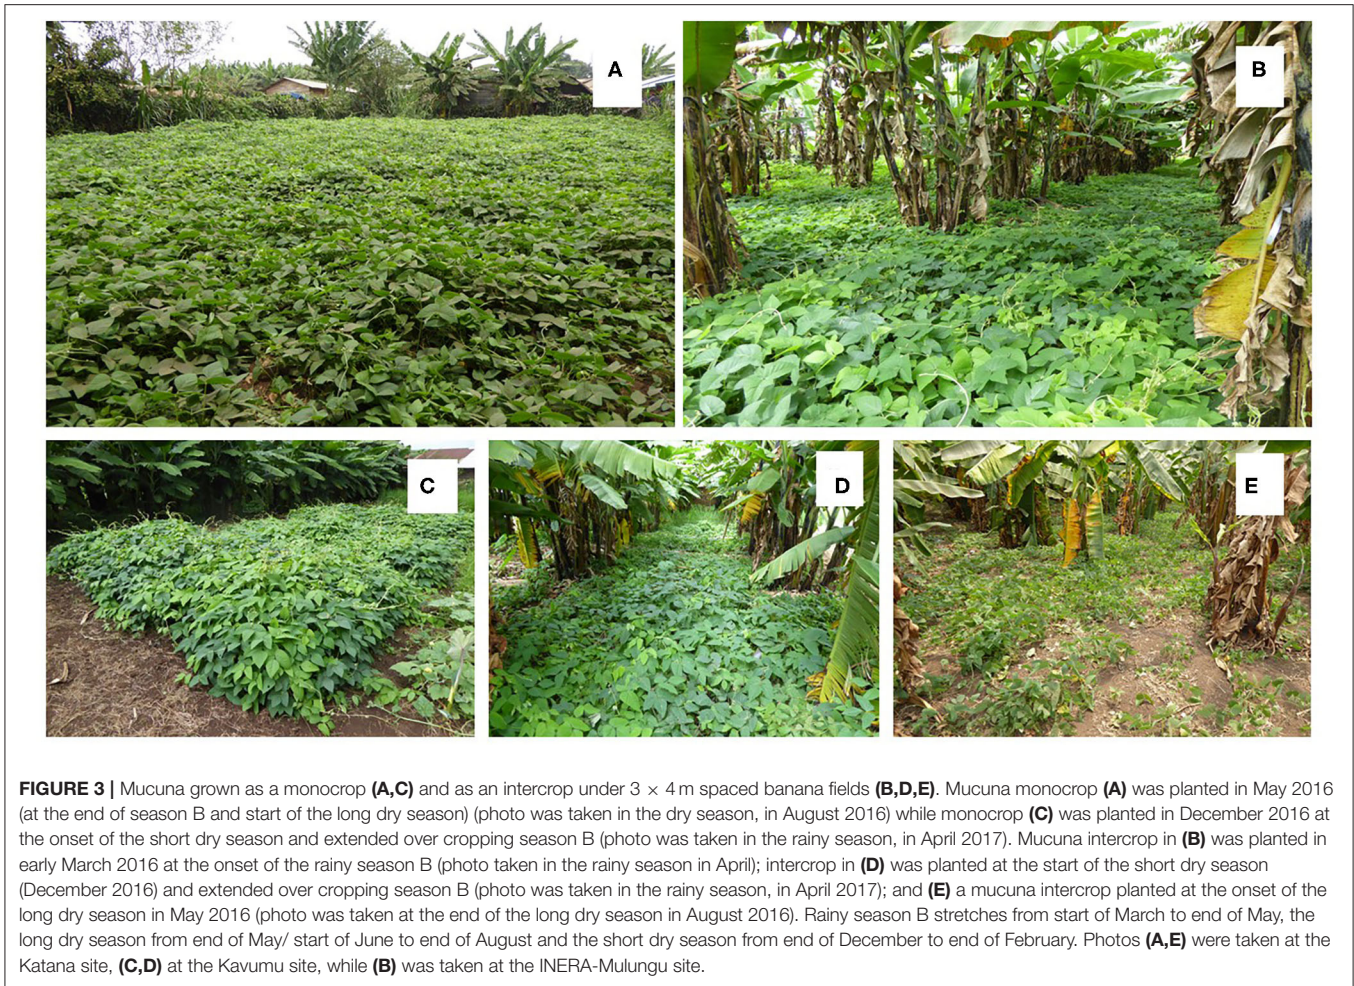 A
B
C
D
E
FIGURE 3 | Mucuna grown as a monocrop (A,C) and as an intercrop under 3 × 4 m spaced banana fields (B,D,E). Mucuna monocrop (A) was planted in May 2016
(at the end of season B and start of the long dry season) (photo was taken in the dry season, in August 2016) while monocrop (C) was planted in December 2016 at
the onset of the short dry season and extended over cropping season B (photo was taken in the rainy season, in April 2017). Mucuna intercrop in (B) was planted in
early March 2016 at the onset of the rainy season B (photo taken in the rainy season in April); intercrop in (D) was planted at the start of the short dry season
(December 2016) and extended over cropping season B (photo was taken in the rainy season, in April 2017); and (E) a mucuna intercrop planted at the onset of the
long dry season in May 2016 (photo was taken at the end of the long dry season in August 2016). Rainy season B stretches from start of March to end of May, the
long dry season from end of May/ start of June to end of August and the short dry season from end of December to end of February. Photos (A,E) were taken at the
Katana site, (C,D) at the Kavumu site, while (B) was taken at the INERA-Mulungu site.